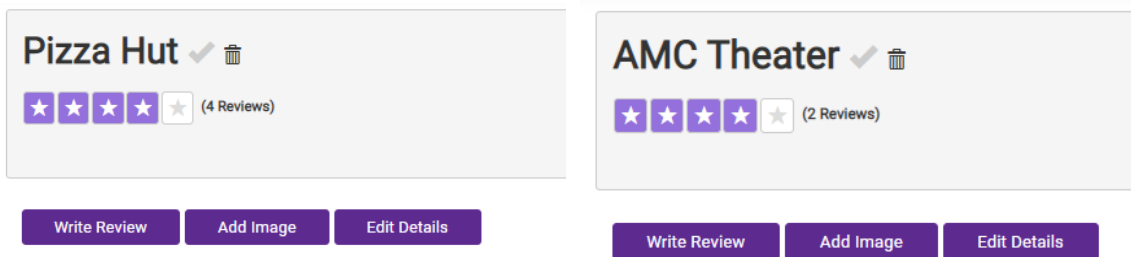 Pizza Hut
(4 Reviews)
Write Review Add Image Edit Details
AMC Theater
(2 Reviews)
Write Review Add Image Edit Details